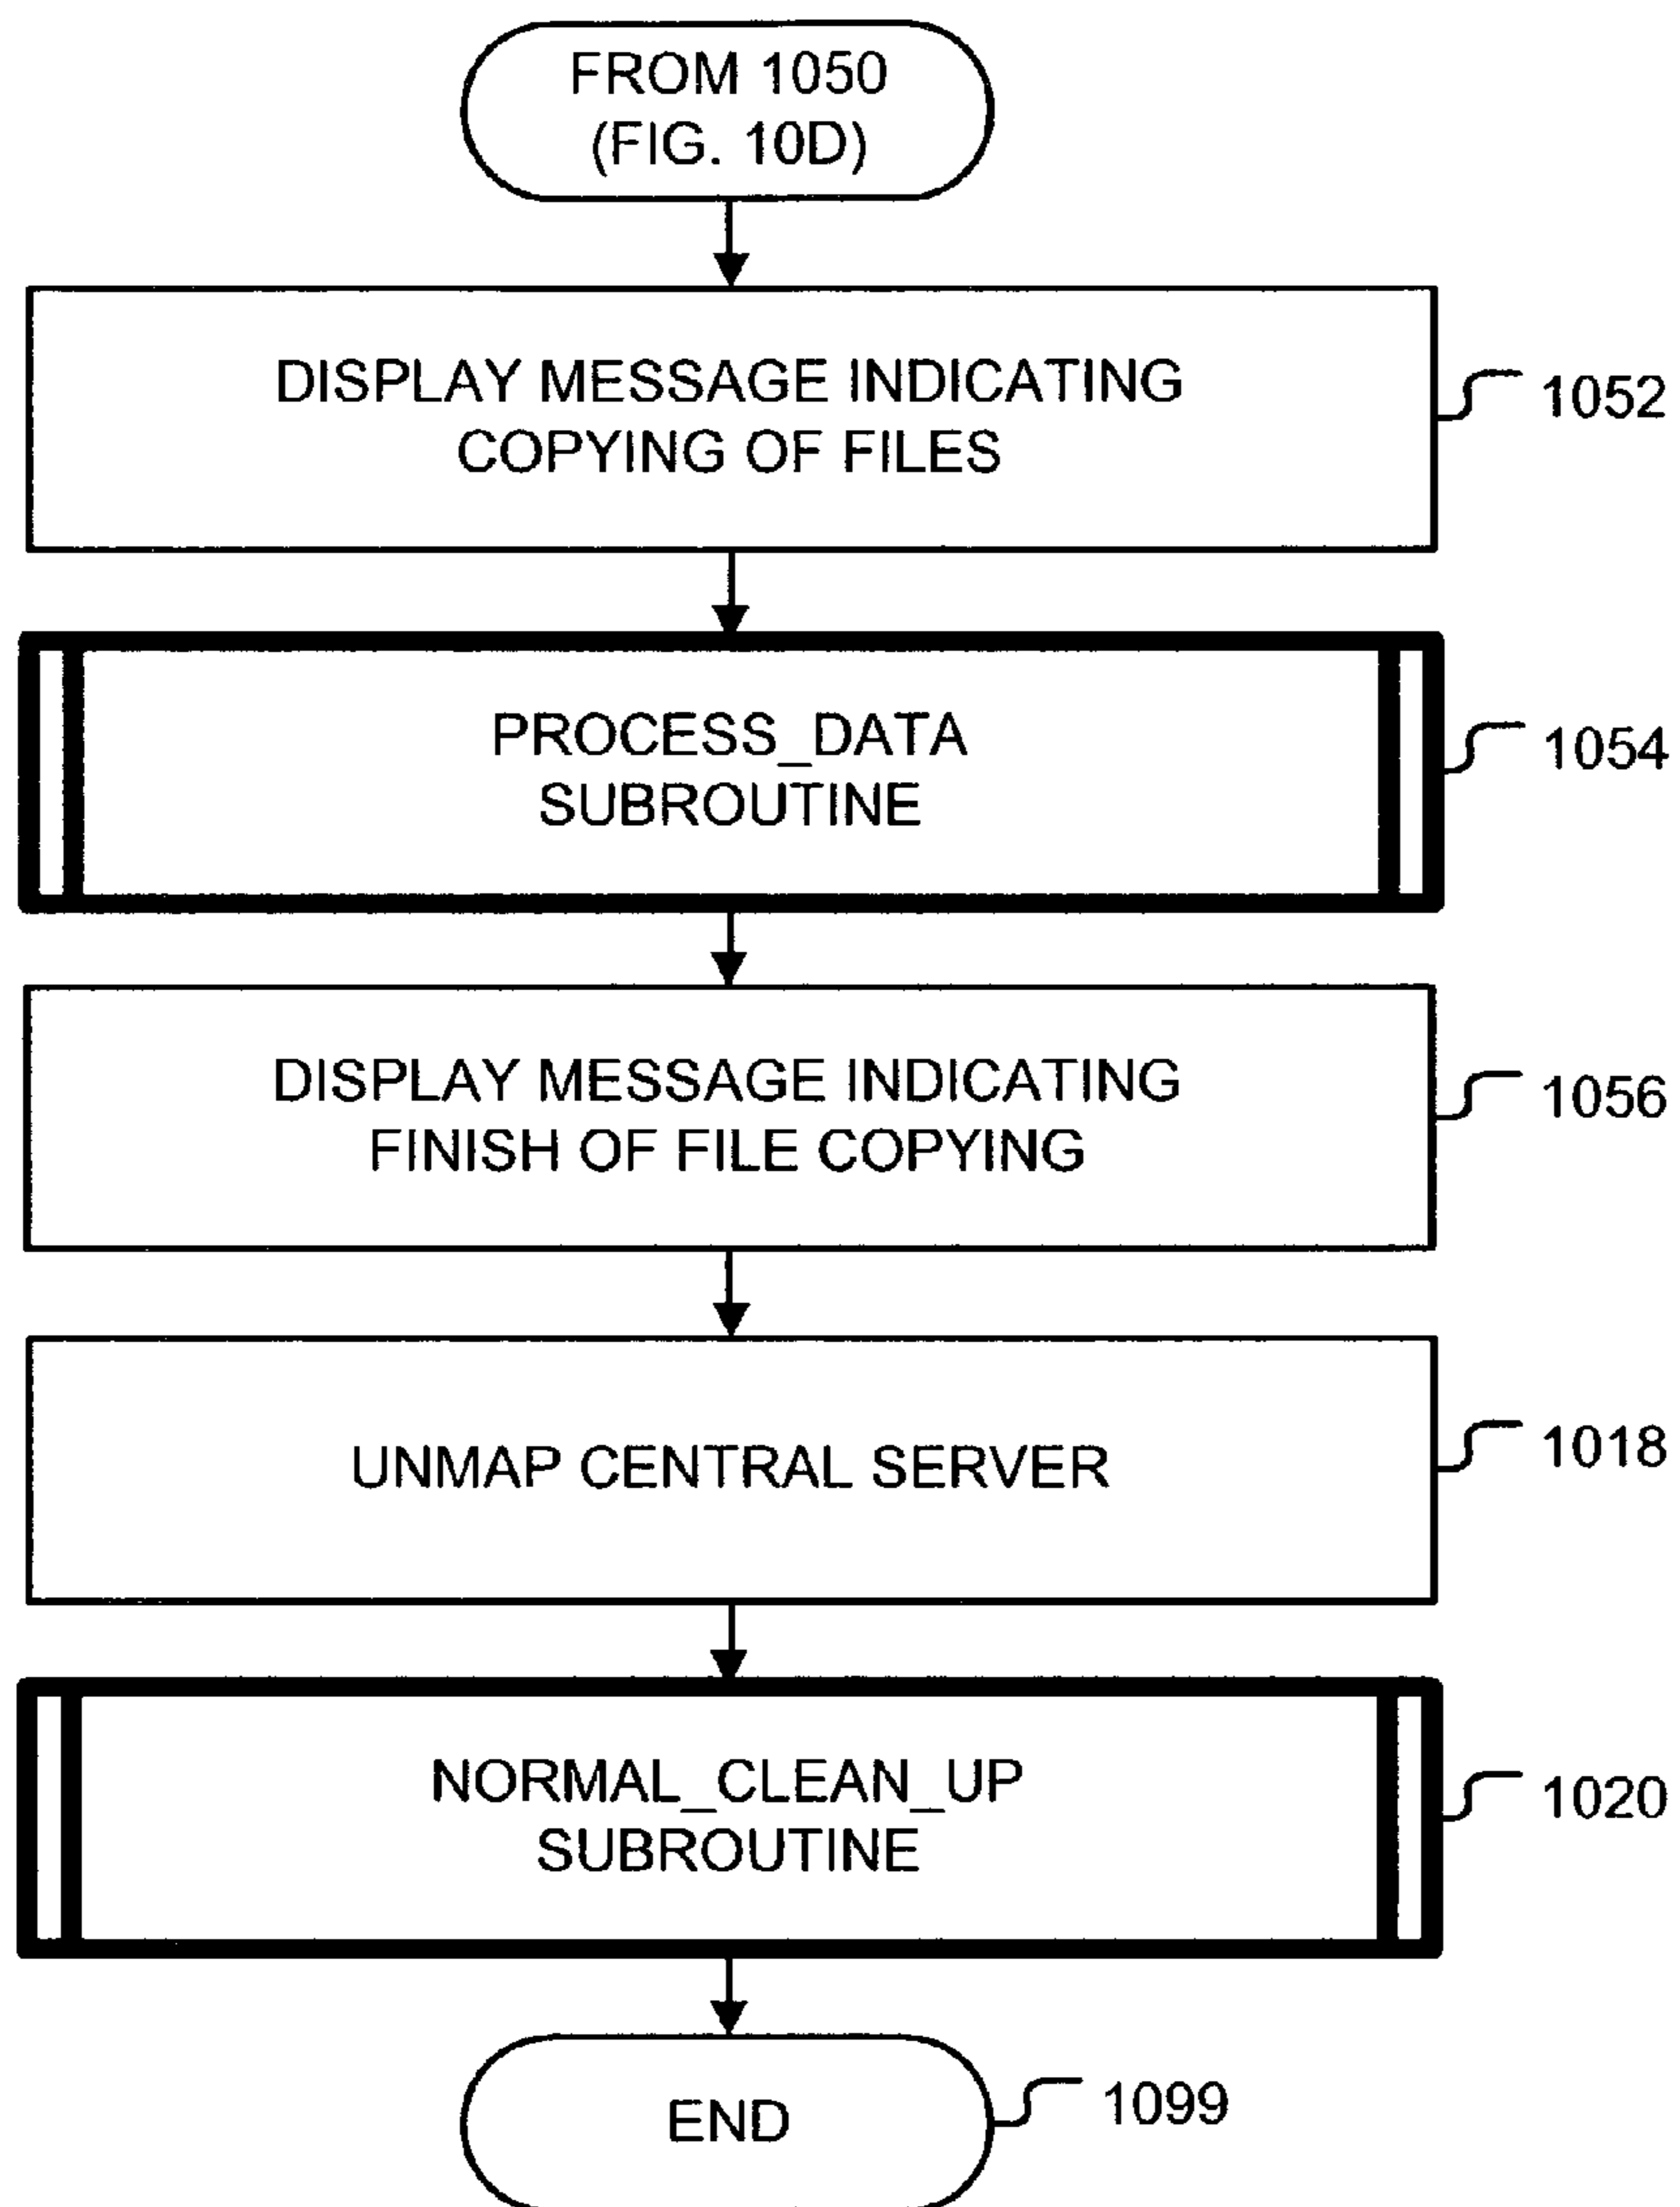 FROM 1050
(FIG. 10D)
DISPLAY MESSAGE INDICATING
COPYING OF FILES
1052
PROCESS_DATA
SUBROUTINE
1054
DISPLAY MESSAGE INDICATING
FINISH OF FILE COPYING
1056
UNMAP CENTRAL SERVER
1018
NORMAL_CLEAN_UP
SUBROUTINE
1020
END
1099